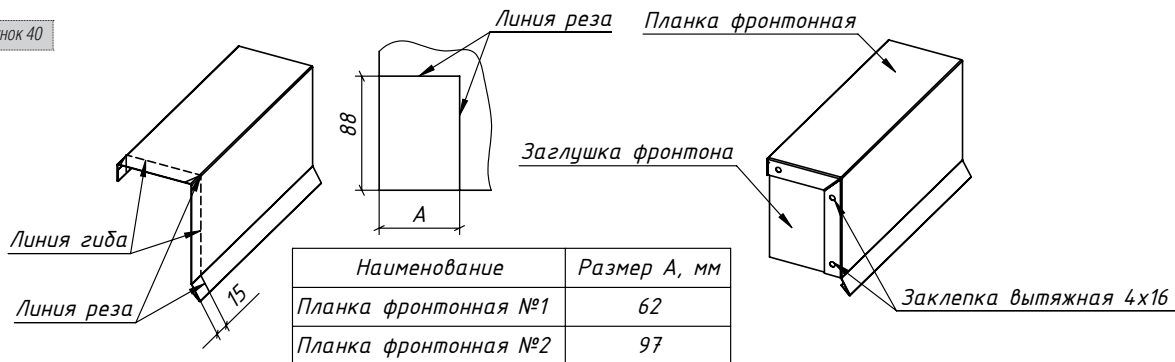 нок 40
Линия реза
Планка фронтонная
88
Заглушка фронтона
А
Линия гиба
Линия реза
15
Наименование Размер А, мм
Планка фронтонная №1 62
Планка фронтонная №2 97
Заклепка вытяжная 4х16